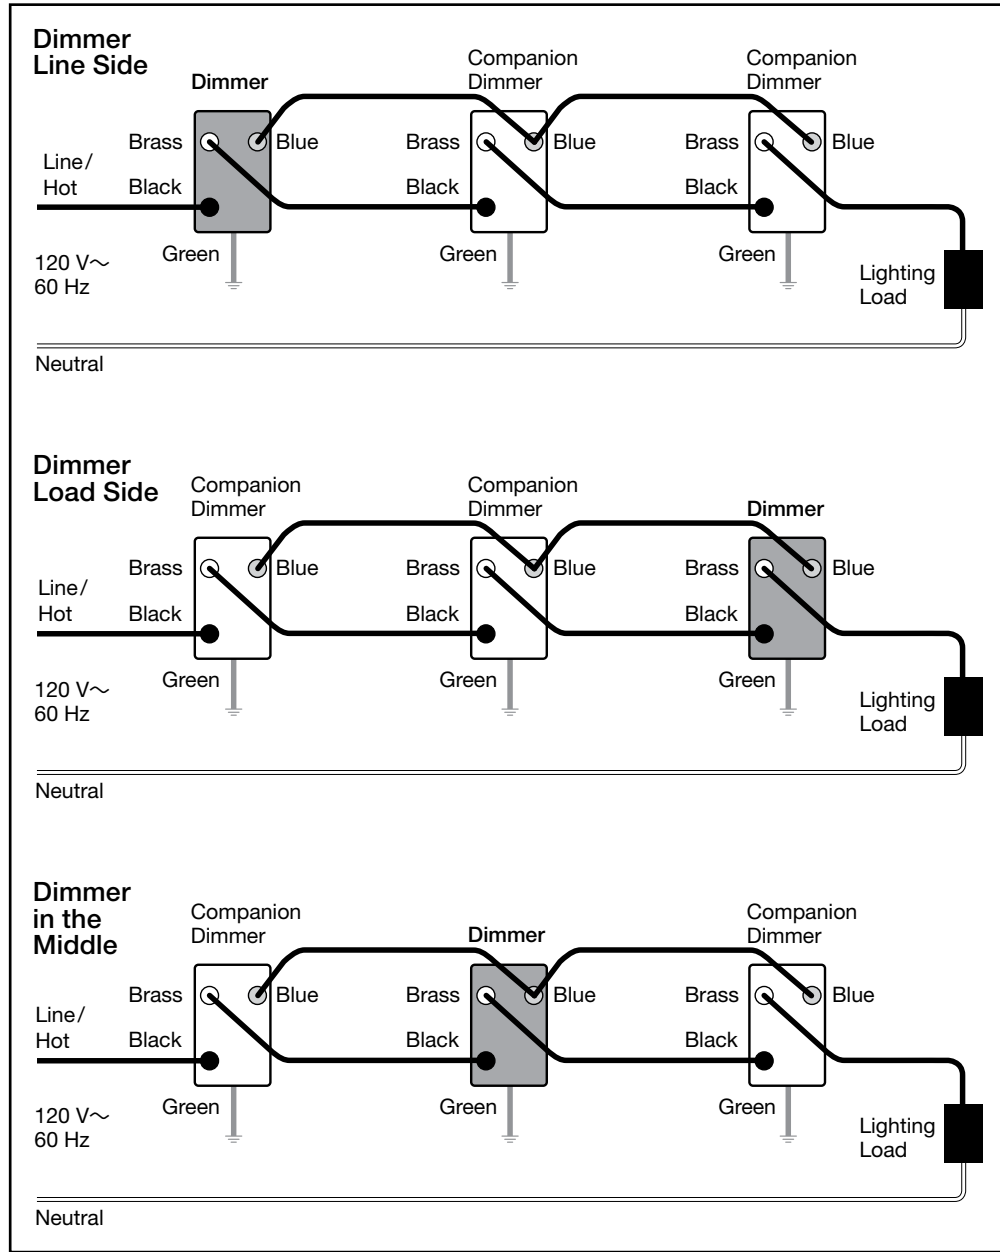 Dimmer
Line Side
Dimmer
Companion
Dimmer
Companion
Dimmer
Brass
Blue
Brass
Blue
Brass
Blue
Line/
Hot
Black
Black
Black
Green
Green
Green
120 V~
60 Hz
Lighting
Load
Neutral
Dimmer
Load Side
Companion
Dimmer
Companion
Dimmer
Dimmer
Brass
Blue
Brass
Blue
Brass
Blue
Line/
Hot
Black
Black
Black
Green
Green
Green
120 V~
60 Hz
Lighting
Load
Neutral
Dimmer
in the
Middle
Companion
Dimmer
Dimmer
Companion
Dimmer
Brass
Blue
Brass
Blue
Brass
Blue
Line/
Hot
Black
Black
Black
Green
Green
Green
120 V~
60 Hz
Lighting
Load
Neutral